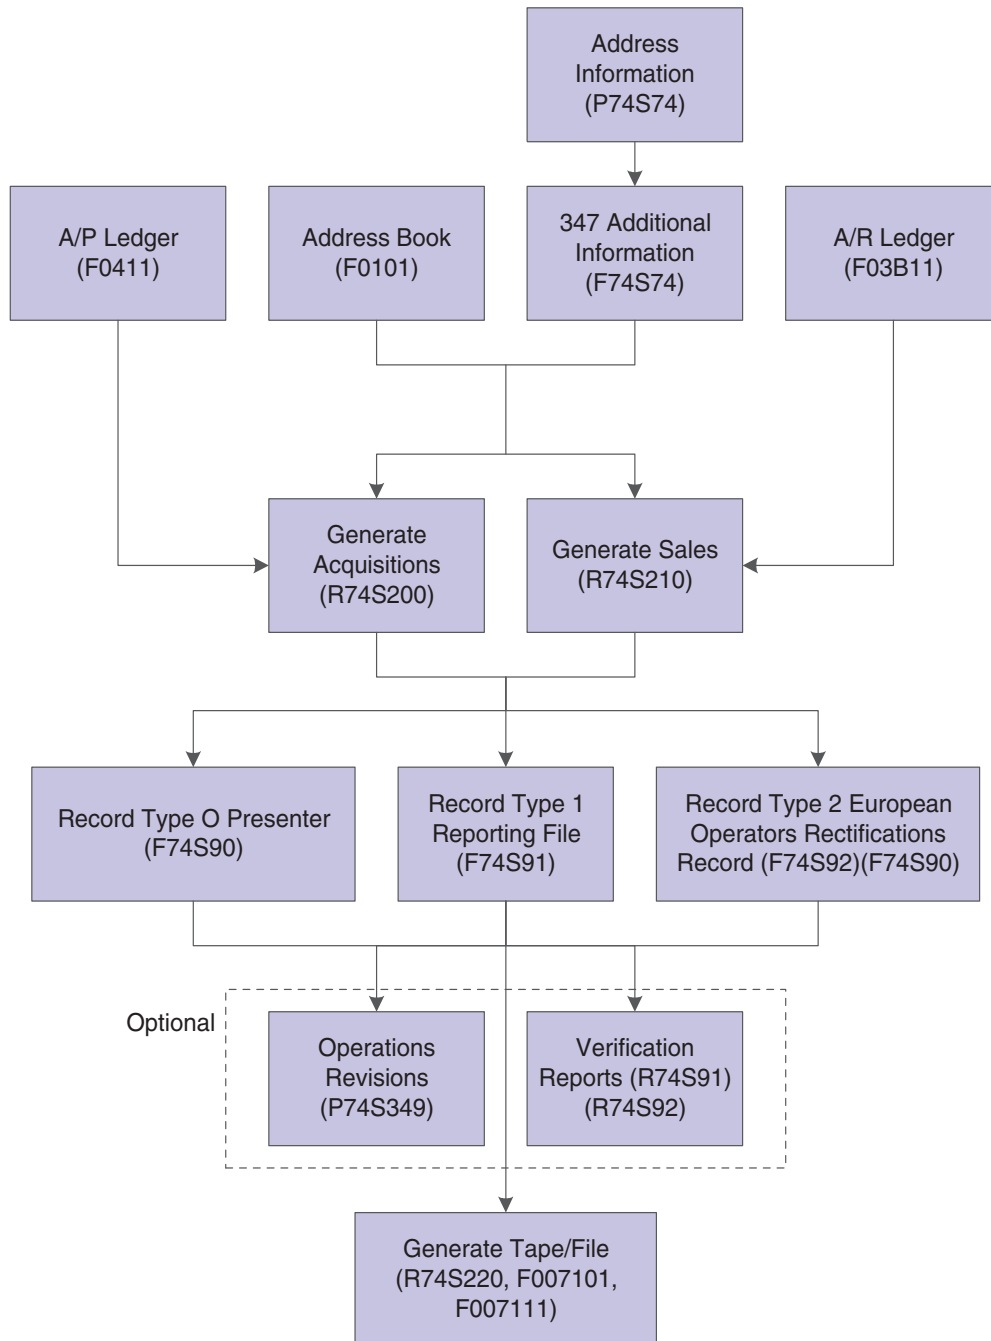 Address
Information
(P74S74)
A/P Ledger
(F0411)
Address Book
(F0101)
347 Additional
Information
(F74S74)
A/R Ledger
(F03B11)
Generate
Acquisitions
(R74S200)
Generate Sales
(R74S210)
Record Type O Presenter
(F74S90)
Record Type 1
Reporting File
(F74S91)
Record Type 2 European
Operators Rectifications
Record (F74S92)(F74S90)
Optional
Operations
Revisions
(P74S349)
Verification
Reports (R74S91)
(R74S92)
Generate Tape/File
(R74S220, F007101,
F007111)